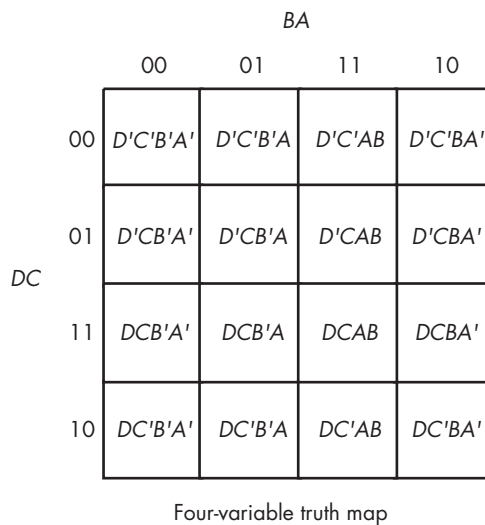 BA
00 01 11 10
00 D'C'B'A' D'C'B'A D'C'AB D'C'BA'
01 D'CB'A' D'CB'A D'CAB D'CBA'
DC
11 DCB'A' DCB'A DCAB DCBA'
10 DC'B'A' DC'B'A DC'AB DC'BA'
Four-variable truth map